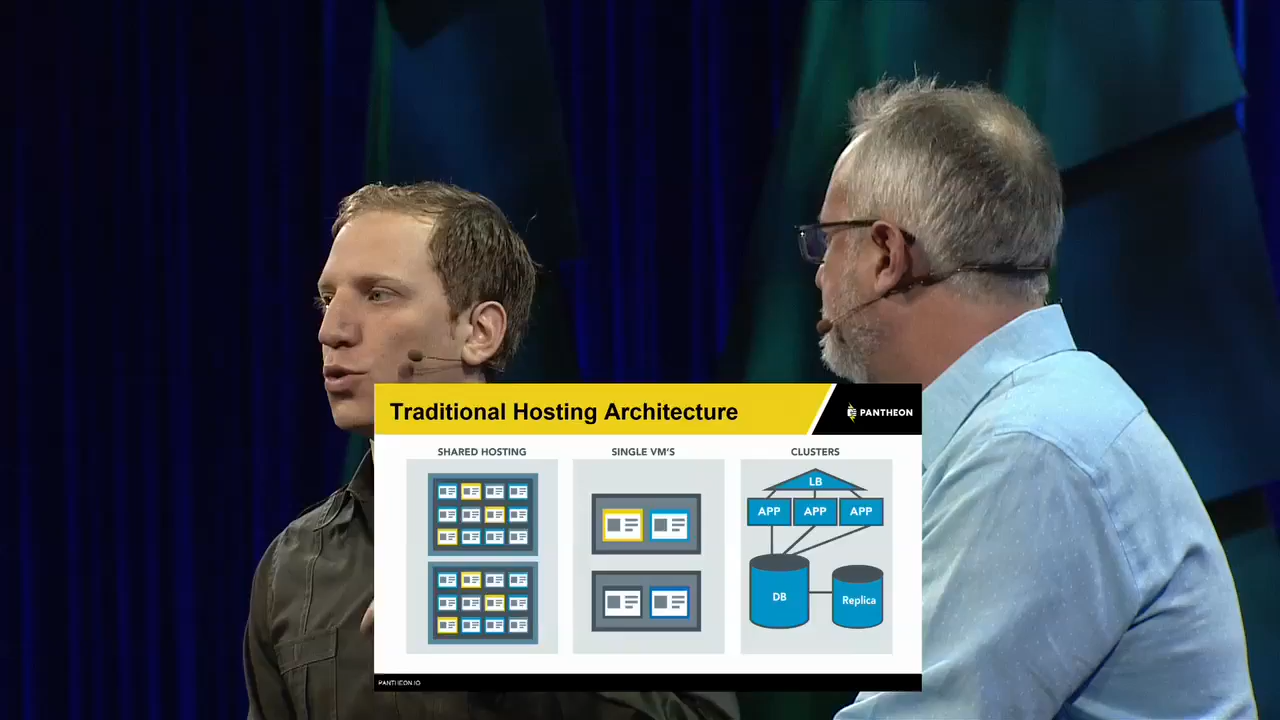 Traditional Hosting Architecture
PANTHEON
SHARED HOSTING
SINGLE VM'S
CLUSTERS
LB
APP APP APP
DB
Replica
PANTHEON.IO